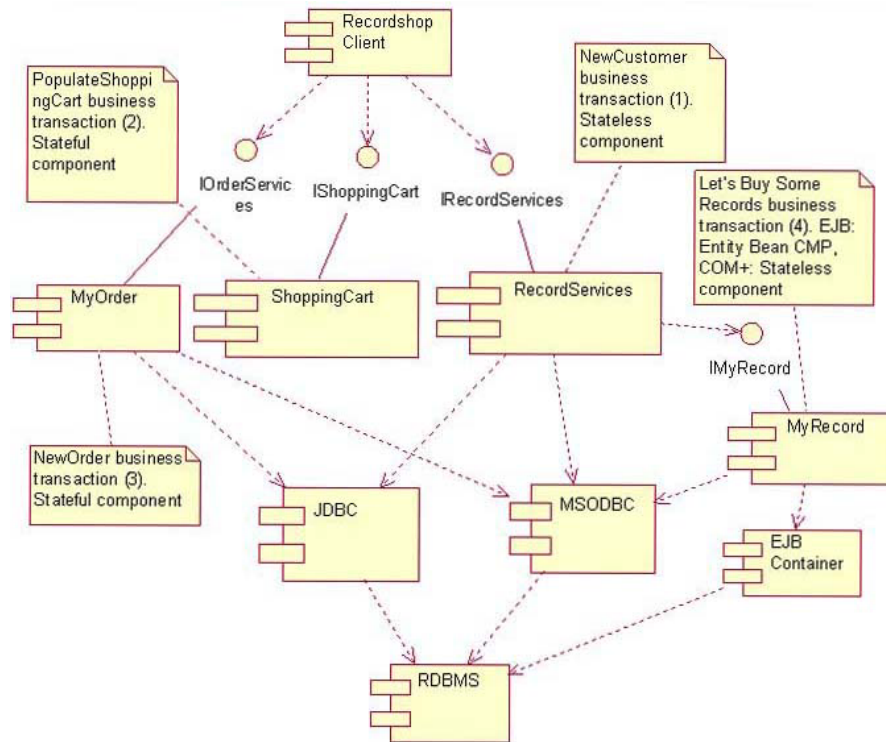 Recordshop
Client
PopulateShoppi
ngCart business
transaction (2).
Stateful
component
NewCustomer
business
transaction (1).
Stateless
component
IOrderServic
es
IShoppingCart
IRecordServices
Let's Buy Some
Records business
transaction (4). EJB:
Entity Bean CMP,
COM+: Stateless
component
MyOrder
ShoppingCart
RecordServices
IMyRecord
MyRecord
NewOrder business
transaction (3).
Stateful component
JDBC
MSODBC
EJB
Container
RDBMS